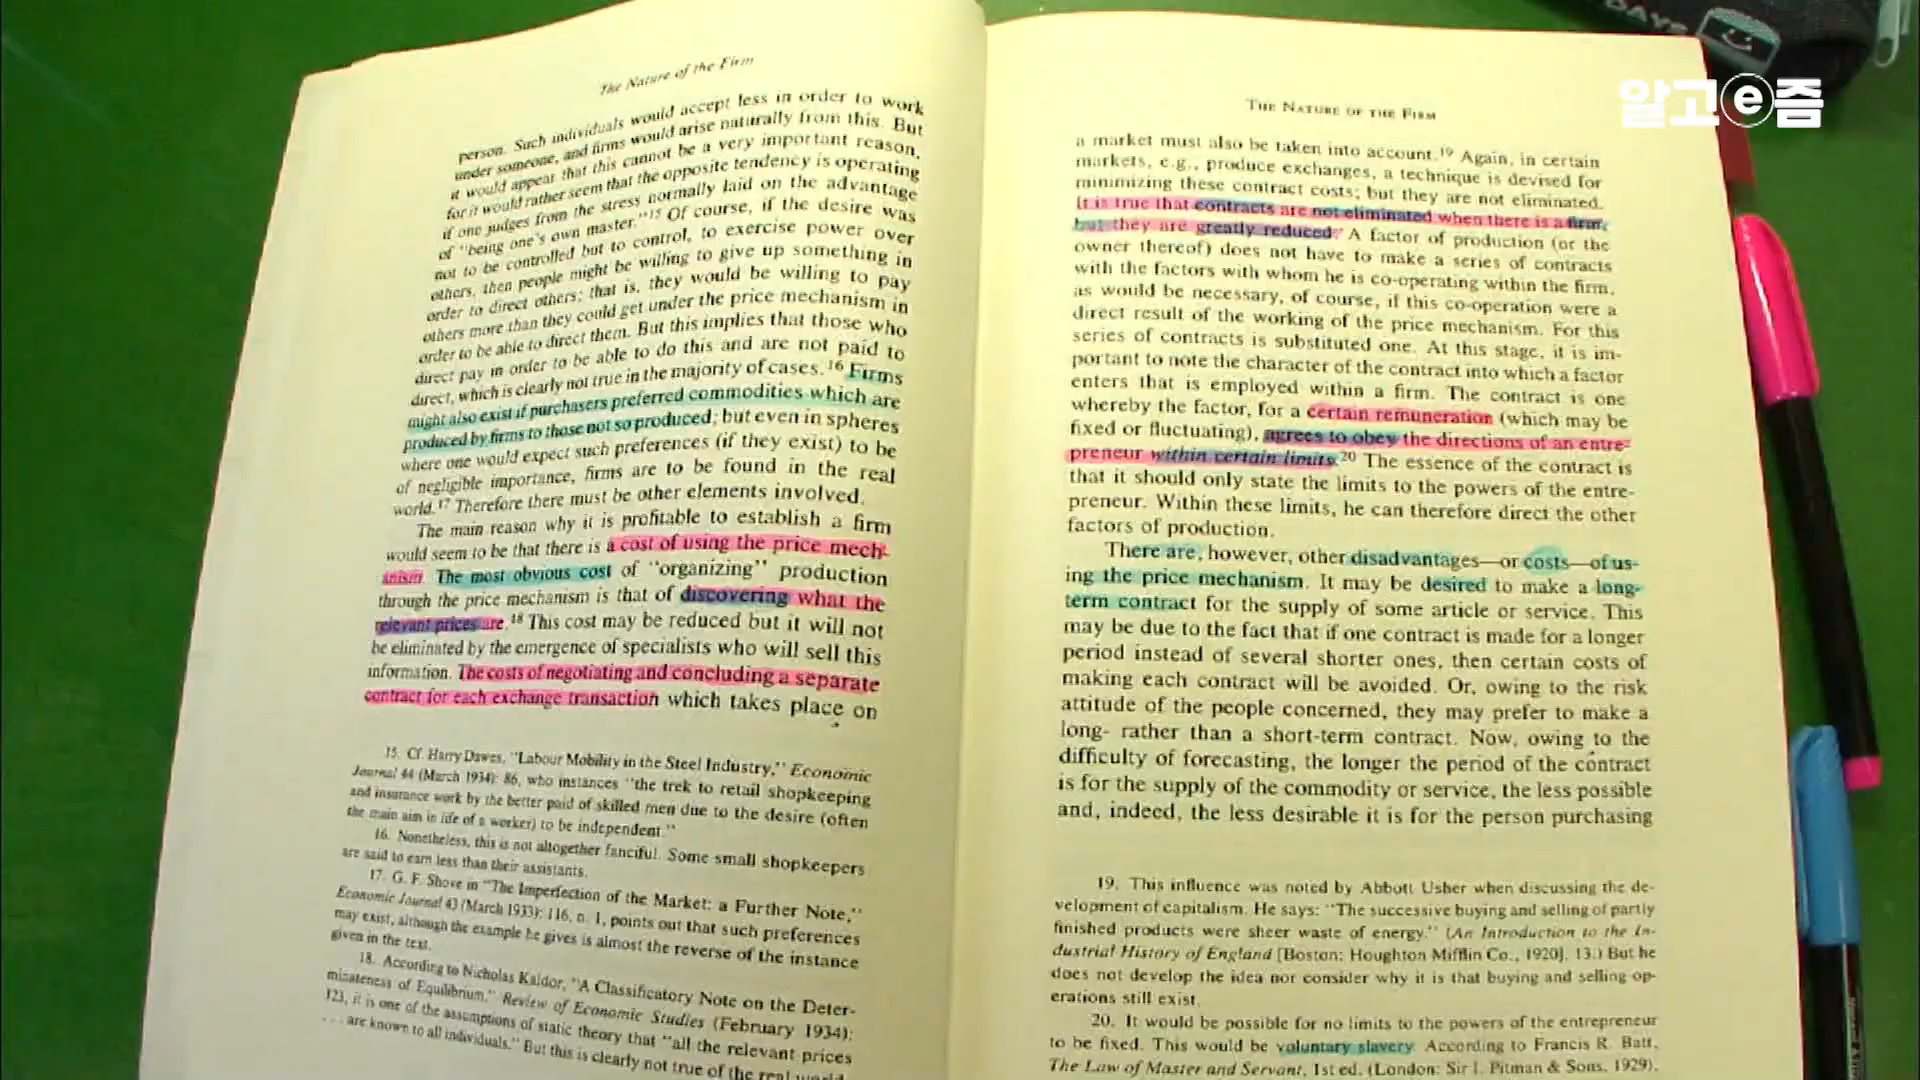 The Nature of the Firm
person. Such individuals would accept less in order to work
under someone, and firms would arise naturally from this. But
it would appear that this cannot be a very important reason,
for it would rather seem that the opposite tendency is operating
if one judges from the stress normally laid on the advantage
of "being one's own master."15 Of course, if the desire was
not to be controlled but to control, to exercise power over
others, then people might be willing to give up something in
order to direct others; that is, they would be willing to pay
others more than they could get under the price mechanism in
order to be able to direct them. But this implies that those who
direct pay in order to be able to do this and are not paid to
direct, which is clearly not true in the majority of cases.16 Firms
might also exist if purchasers preferred commodities which are
produced by firms to those not so produced; but even in spheres
where one would expect such preferences (if they exist) to be
of negligible importance, firms are to be found in the real
world.17 Therefore there must be other elements involved.
The main reason why it is profitable to establish a firm
would seem to be that there is a cost of using the price mech-
anism. The most obvious cost of "organizing" production
through the price mechanism is that of discovering what the
relevant prices are.18 This cost may be reduced but it will not
be eliminated by the emergence of specialists who will sell this
information. The costs of negotiating and concluding a separate
contract for each exchange transaction which takes place on
15. Cf. Harry Dawes, "Labour Mobility in the Steel Industry," Economic
Journal 44 (March 1934): 86, who instances "the trek to retail shopkeeping
and insurance work by the better paid of skilled men due to the desire (often
the main aim in life of a worker) to be independent."
16. Nonetheless, this is not altogether fanciful. Some small shopkeepers
are said to earn less than their assistants.
17. G. F. Shove in "The Imperfection of the Market: a Further Note,"
Economic Journal 43 (March 1933): 116, n. 1, points out that such preferences
may exist, although the example he gives is almost the reverse of the instance
given in the text.
18. According to Nicholas Kaldor, "A Classificatory Note on the Deter-
minateness of Equilibrium," Review of Economic Studies (February 1934):
123, it is one of the assumptions of static theory that "all the relevant prices
. . . are known to all individuals." But this is clearly not true of the real world.
THE NATURE OF THE FIRM
a market must also be taken into account.19 Again, in certain
markets, e.g., produce exchanges, a technique is devised for
minimizing these contract costs; but they are not eliminated.
It is true that contracts are not eliminated when there is a firm,
but they are greatly reduced. A factor of production (or the
owner thereof) does not have to make a series of contracts
with the factors with whom he is co-operating within the firm,
as would be necessary, of course, if this co-operation were a
direct result of the working of the price mechanism. For this
series of contracts is substituted one. At this stage, it is im-
portant to note the character of the contract into which a factor
enters that is employed within a firm. The contract is one
whereby the factor, for a certain remuneration (which may be
fixed or fluctuating), agrees to obey the directions of an entre-
preneur within certain limits.20 The essence of the contract is
that it should only state the limits to the powers of the entre-
preneur. Within these limits, he can therefore direct the other
factors of production.
There are, however, other disadvantages—or costs—of us-
ing the price mechanism. It may be desired to make a long-
term contract for the supply of some article or service. This
may be due to the fact that if one contract is made for a longer
period instead of several shorter ones, then certain costs of
making each contract will be avoided. Or, owing to the risk
attitude of the people concerned, they may prefer to make a
long- rather than a short-term contract. Now, owing to the
difficulty of forecasting, the longer the period of the contract
is for the supply of the commodity or service, the less possible
and, indeed, the less desirable it is for the person purchasing
19. This influence was noted by Abbott Usher when discussing the de-
velopment of capitalism. He says: "The successive buying and selling of partly
finished products were sheer waste of energy." (An Introduction to the In-
dustrial History of England [Boston: Houghton Mifflin Co., 1920], 13.) But he
does not develop the idea nor consider why it is that buying and selling op-
erations still exist.
20. It would be possible for no limits to the powers of the entrepreneur
to be fixed. This would be voluntary slavery. According to Francis R. Batt,
The Law of Master and Servant, 1st ed. (London: Sir I. Pitman & Sons, 1929),
DAYS
알고e즘